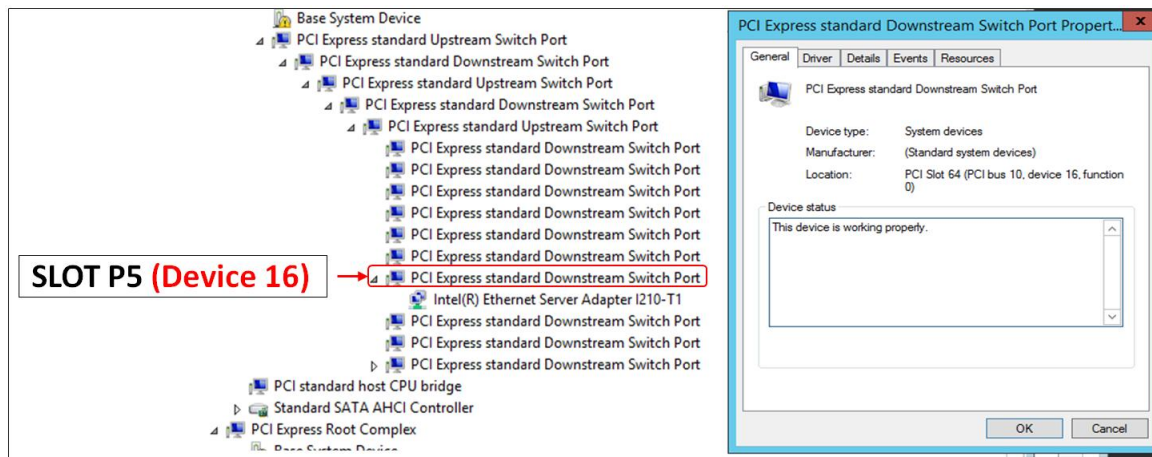 Base System Device
PCI Express standard Upstream Switch Port
PCI Express standard Downstream Switch Port
PCI Express standard Upstream Switch Port
PCI Express standard Downstream Switch Port
PCI Express standard Upstream Switch Port
PCI Express standard Downstream Switch Port
PCI Express standard Downstream Switch Port
PCI Express standard Downstream Switch Port
PCI Express standard Downstream Switch Port
PCI Express standard Downstream Switch Port
PCI Express standard Downstream Switch Port
SLOT P5 (Device 16)
PCI Express standard Downstream Switch Port
Intel(R) Ethernet Server Adapter I210-T1
PCI Express standard Downstream Switch Port
PCI Express standard Downstream Switch Port
PCI Express standard Downstream Switch Port
PCI standard host CPU bridge
Standard SATA AHCI Controller
PCI Express Root Complex
Base System Device
PCI Express standard Downstream Switch Port Propert... x
General Driver Details Events Resources
PCI Express standard Downstream Switch Port
Device type: System devices
Manufacturer: (Standard system devices)
Location: PCI Slot 64 (PCI bus 10, device 16, function
0)
Device status
This device is working properly.
OK Cancel